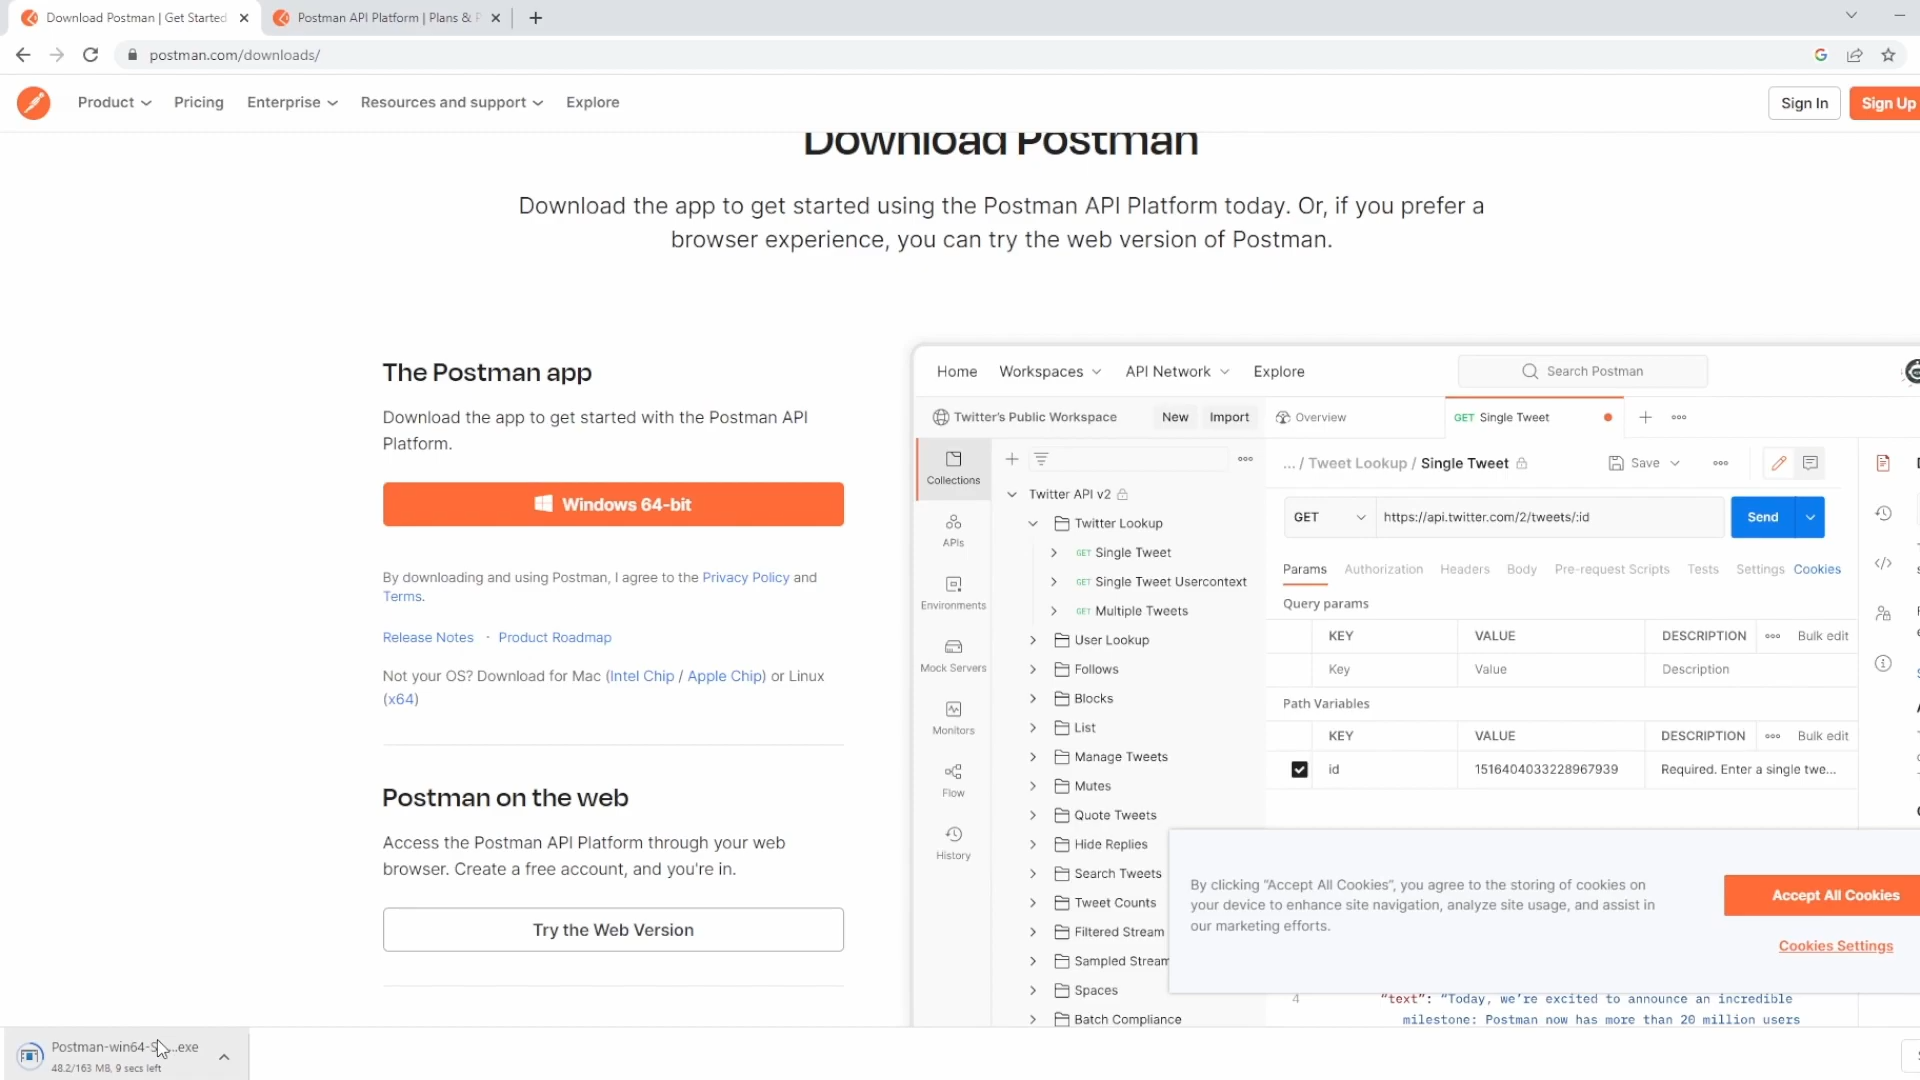 Download Postman | Get Started
Postman API Platform | Plans & P
postman.com/downloads/
Product
Pricing
Enterprise
Resources and support
Explore
Sign In
Sign Up
Download Postman
Download the app to get started using the Postman API Platform today. Or, if you prefer a
browser experience, you can try the web version of Postman.
The Postman app
Download the app to get started with the Postman API
Platform.
Windows 64-bit
By downloading and using Postman, I agree to the Privacy Policy and
Terms.
Release Notes · Product Roadmap
Not your OS? Download for Mac (Intel Chip / Apple Chip) or Linux
(x64)
Postman on the web
Access the Postman API Platform through your web
browser. Create a free account, and you're in.
Try the Web Version
Home
Workspaces
API Network
Explore
Search Postman
Twitter's Public Workspace
New
Import
Overview
GET Single Tweet
Collections
APIs
Environments
Mock Servers
Monitors
Flow
History
Twitter API v2
Twitter Lookup
GET Single Tweet
GET Single Tweet Usercontext
GET Multiple Tweets
User Lookup
Follows
Blocks
List
Manage Tweets
Mutes
Quote Tweets
Hide Replies
Search Tweets
Tweet Counts
Filtered Stream
Sampled Stream
Spaces
Batch Compliance
... / Tweet Lookup / Single Tweet
Save
GET
https://api.twitter.com/2/tweets/:id
Send
Params
Authorization
Headers
Body
Pre-request Scripts
Tests
Settings
Cookies
Query params
KEY VALUE DESCRIPTION Bulk edit
Key Value Description
Path Variables
KEY VALUE DESCRIPTION Bulk edit
id 1516404033228967939 Required. Enter a single twe...
By clicking "Accept All Cookies", you agree to the storing of cookies on
your device to enhance site navigation, analyze site usage, and assist in
our marketing efforts.
Accept All Cookies
Cookies Settings
4 "text": "Today, we're excited to announce an incredible
milestone: Postman now has more than 20 million users
Postman-win64-S...exe
48.2/163 MB, 9 secs left